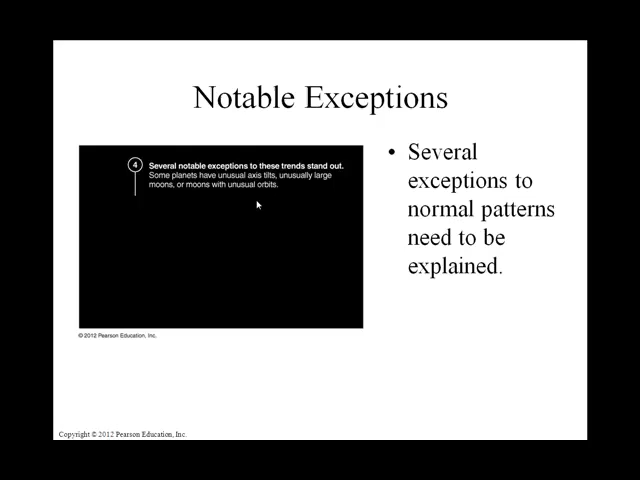 Notable Exceptions
4
Several notable exceptions to these trends stand out.
Some planets have unusual axis tilts, unusually large
moons, or moons with unusual orbits.
© 2012 Pearson Education, Inc.
• Several
exceptions to
normal patterns
need to be
explained.
Copyright © 2012 Pearson Education, Inc.